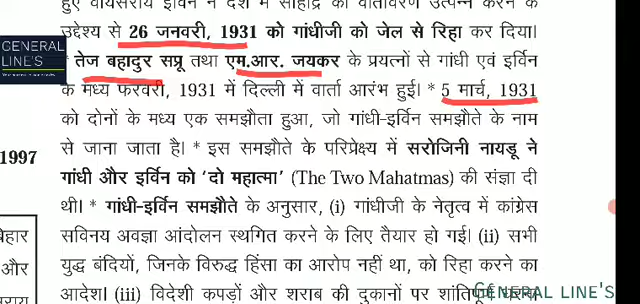 हुए वायसराय इर्विन ने देश में सौहार्द का वातावरण उत्पन्न करने के
उद्देश्य से 26 जनवरी, 1931 को गांधीजी को जेल से रिहा कर दिया।
GENERAL
LINE'S
* तेज बहादुर सप्रू तथा एम.आर. जयकर के प्रयत्नों से गांधी एवं इर्विन
के मध्य फरवरी, 1931 में दिल्ली में वार्ता आरंभ हुई। * 5 मार्च, 1931
को दोनों के मध्य एक समझौता हुआ, जो गांधी-इर्विन समझौते के नाम
से जाना जाता है। * इस समझौते के परिप्रेक्ष्य में सरोजिनी नायडू ने
1997
गांधी और इर्विन को 'दो महात्मा' (The Two Mahatmas) की संज्ञा दी
थी। * गांधी-इर्विन समझौते के अनुसार, (i) गांधीजी के नेतृत्व में कांग्रेस
सविनय अवज्ञा आंदोलन स्थगित करने के लिए तैयार हो गई। (ii) सभी
युद्ध बंदियों, जिनके विरुद्ध हिंसा का आरोप नहीं था, को रिहा करने का
और
आदेश। (iii) विदेशी कपड़ों और शराब की दुकानों पर शांतिपूर्ण धरना
GENERAL LINE'S